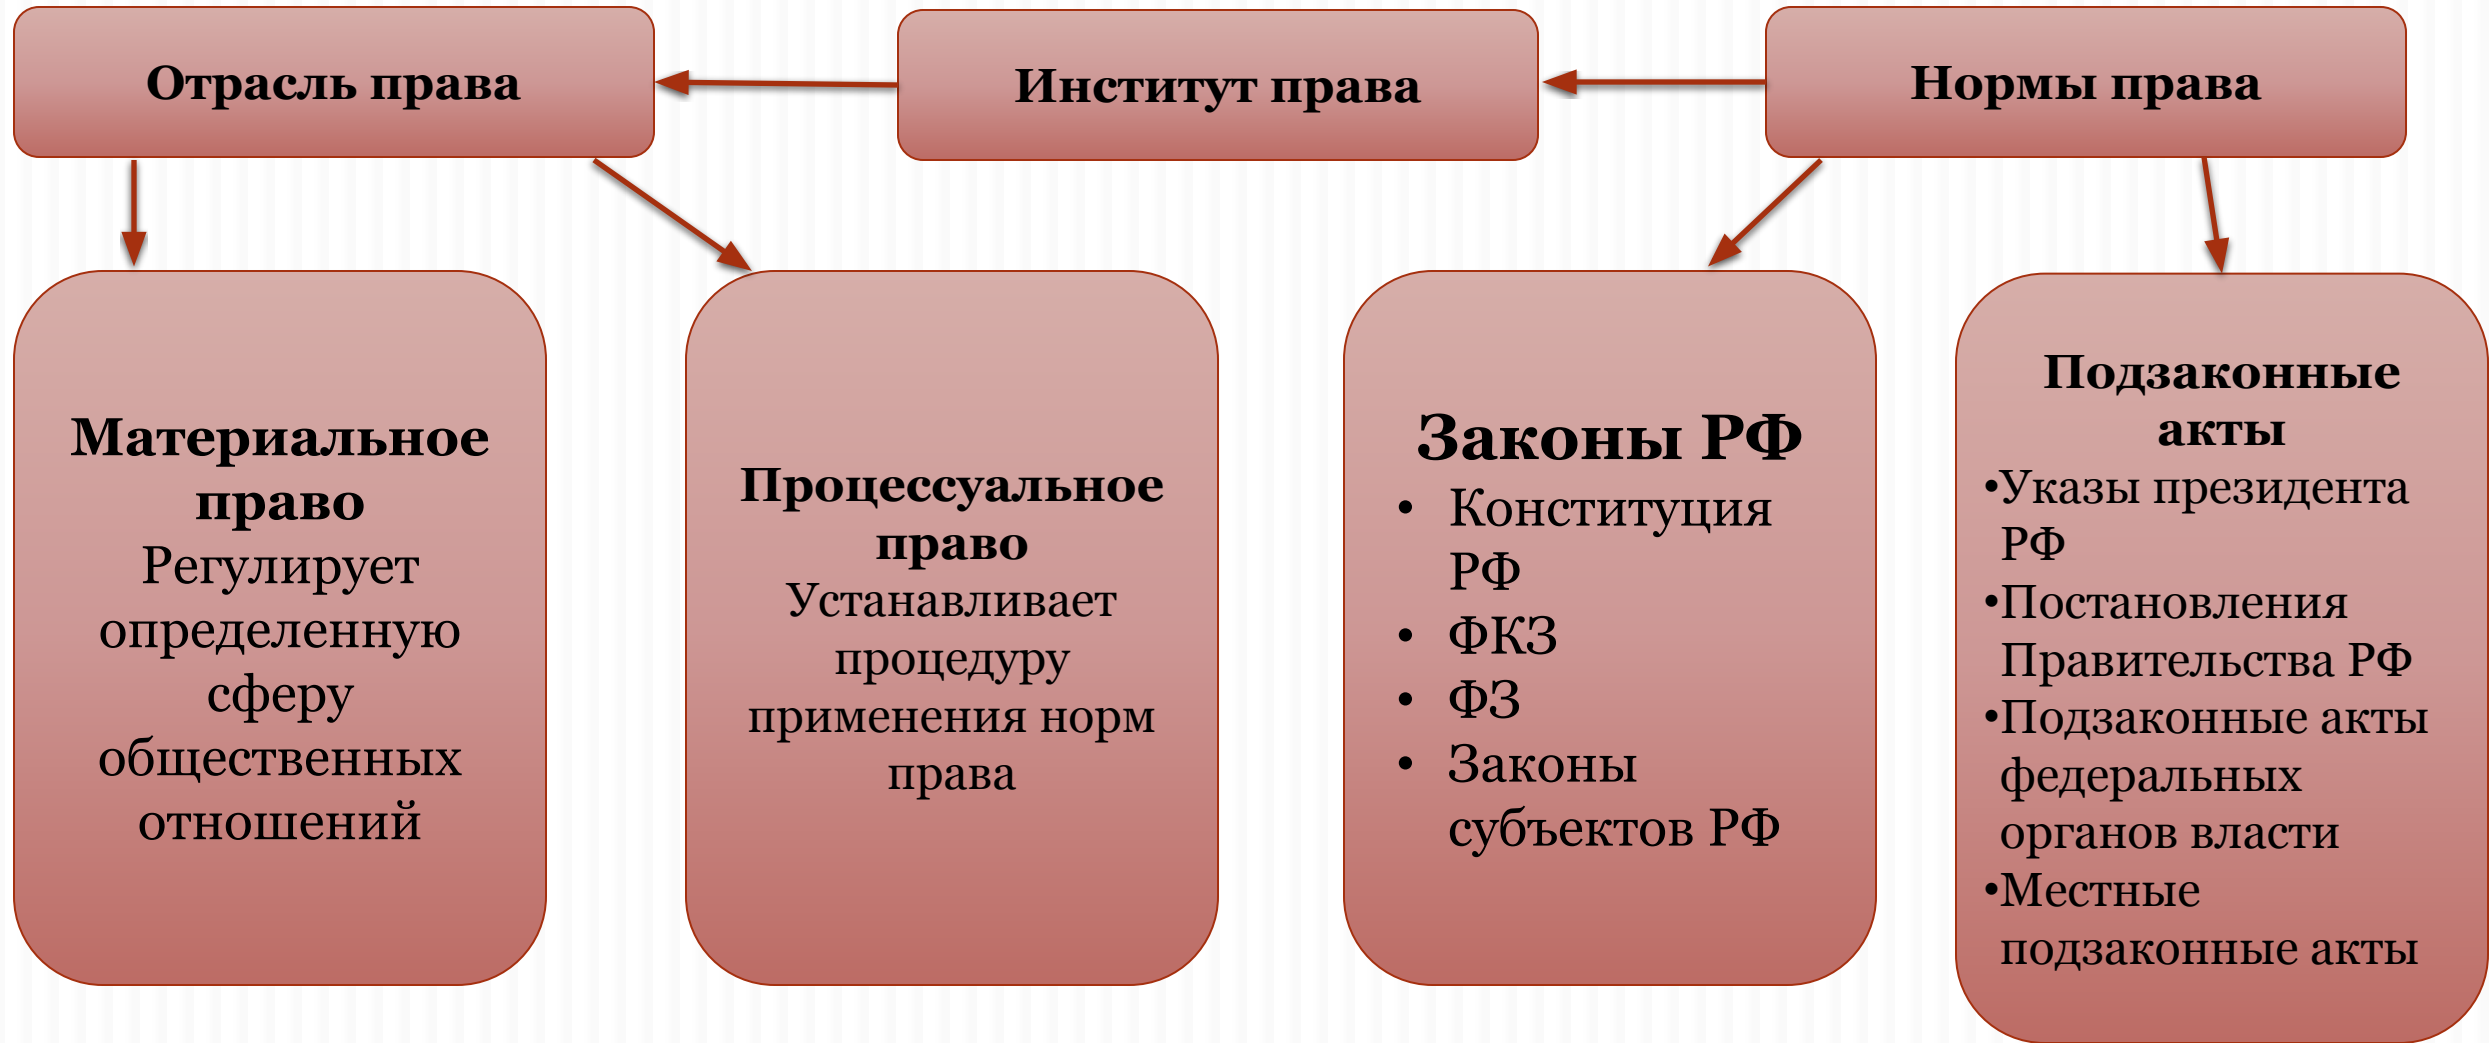 Отрасль права
Институт права
Нормы права
Материальное
право
Регулирует
определенную
сферу
общественных
отношений
Процессуальное
право
Устанавливает
процедуру
применения норм
права
Законы РФ
• Конституция
РФ
• ФКЗ
• ФЗ
• Законы
субъектов РФ
Подзаконные
акты
•Указы президента
РФ
•Постановления
Правительства РФ
•Подзаконные акты
федеральных
органов власти
•Местные
подзаконные акты